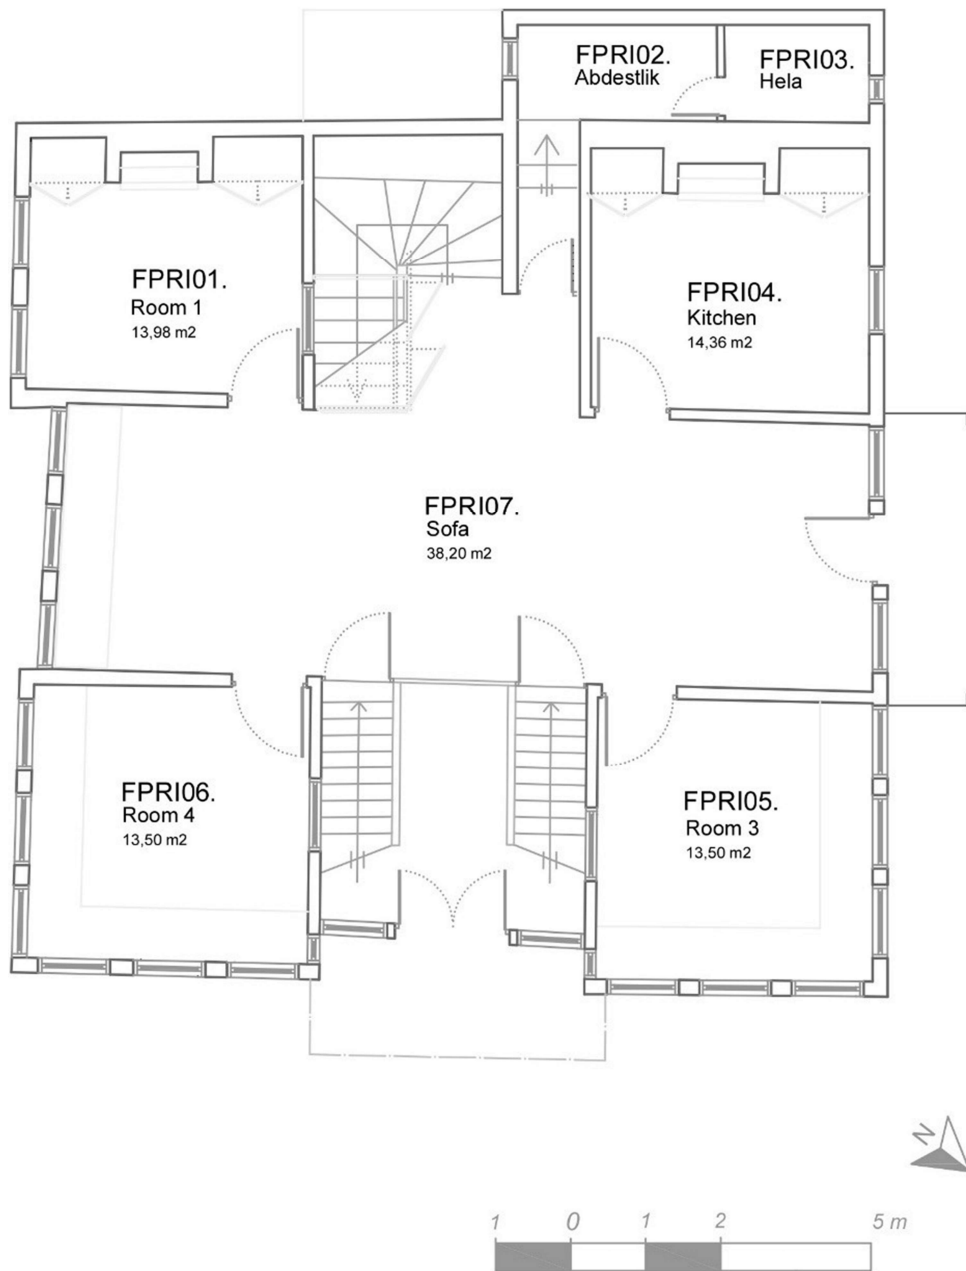 FPRI02.
Abdestlik
FPRI03.
Hela
FPRI01.
Room 1
13,98 m2
FPRI04.
Kitchen
14,36 m2
FPRI07.
Sofa
38,20 m2
FPRI06.
Room 4
13,50 m2
FPRI05.
Room 3
13,50 m2
N
1 0 1 2 5 m